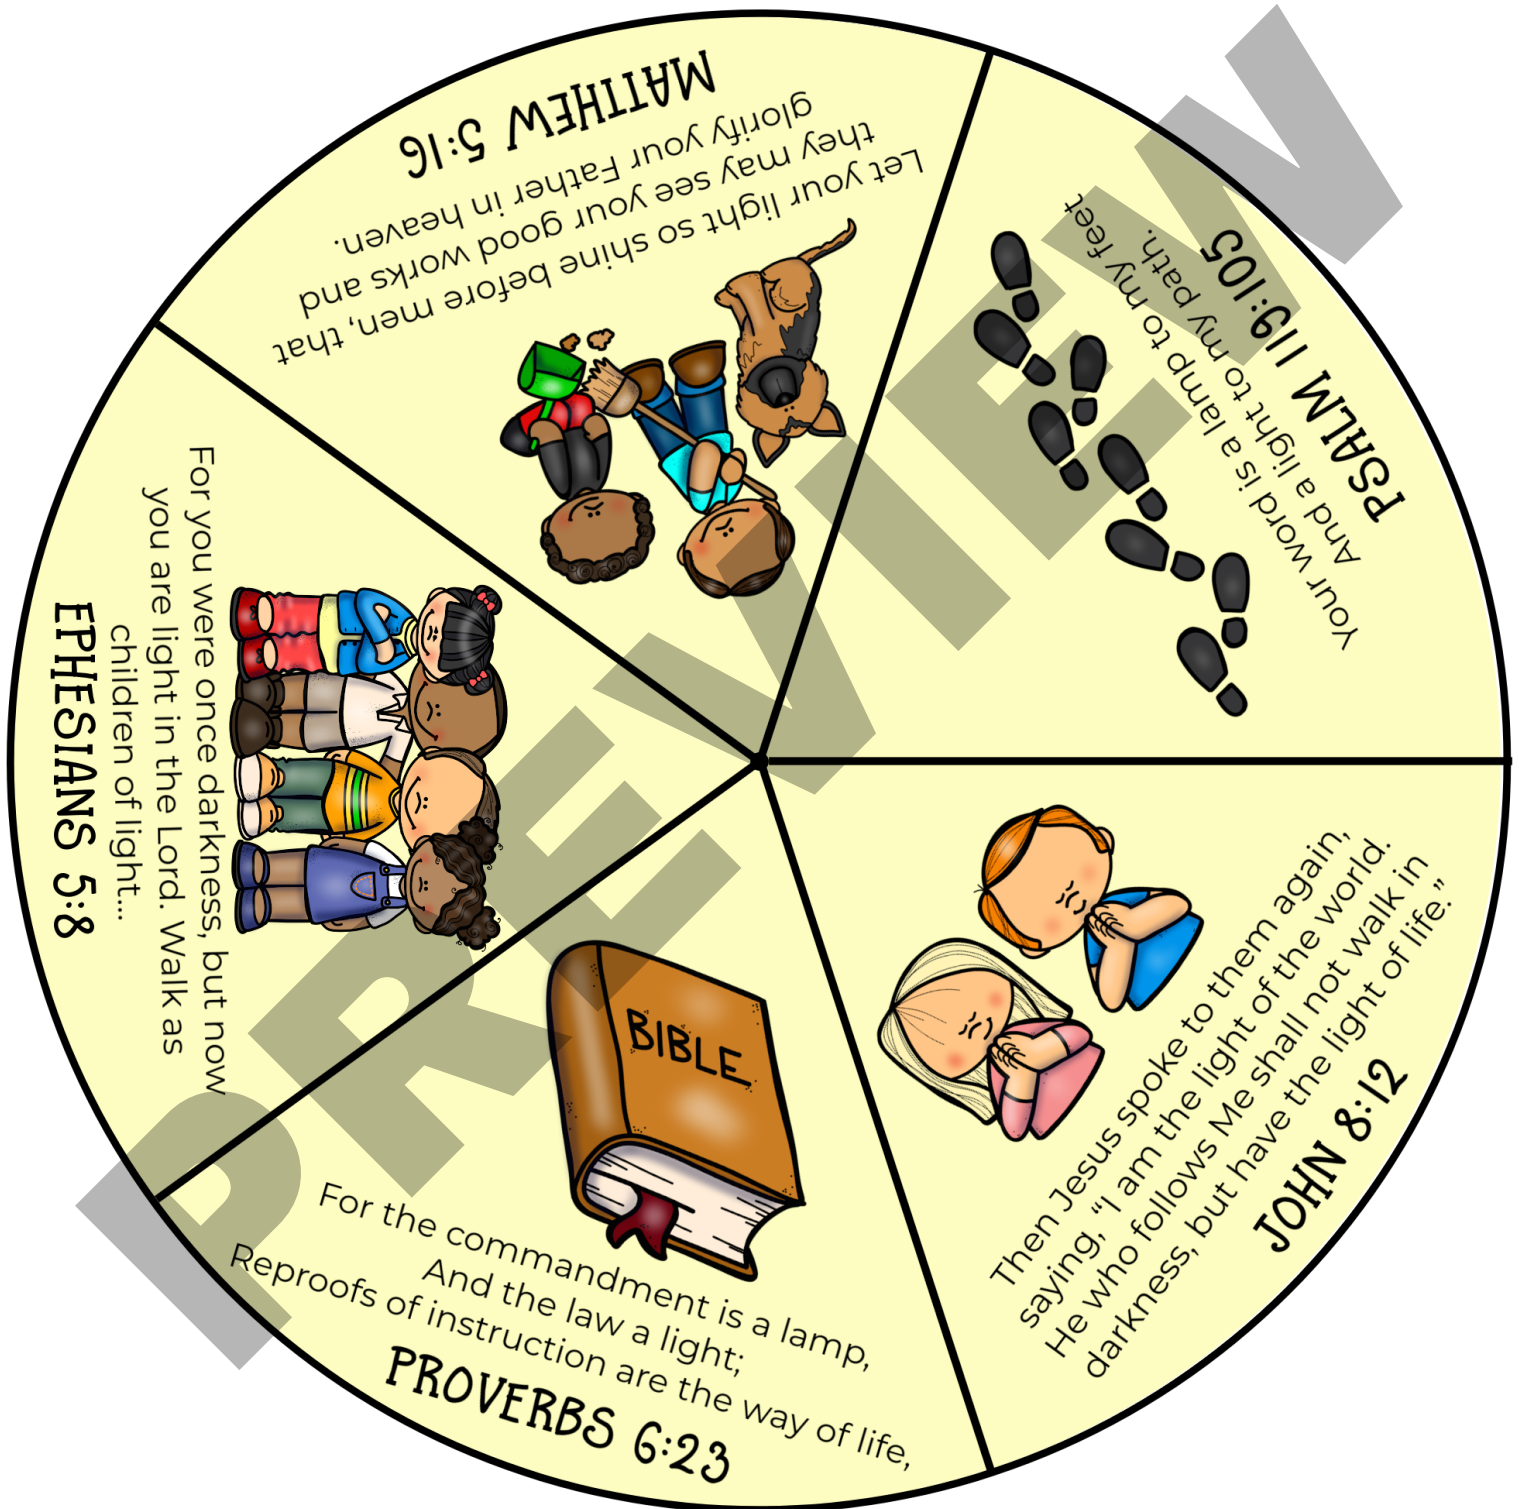 MATTHEW 5:16
Let your light so shine before men, that
they may see your good works and
glorify your Father in heaven.
PSALM 119:105
Your word is a lamp to my feet
And a light to my path.
Then Jesus spoke to them again,
saying, “I am the light of the world.
He who follows Me shall not walk in
darkness, but have the light of life.”
JOHN 8:12
BIBLE
For the commandment is a lamp,
And the law a light;
Reproofs of instruction are the way of life,
PROVERBS 6:23
For you were once darkness, but now
you are light in the Lord. Walk as
children of light...
EPHESIANS 5:8
PREVIEW